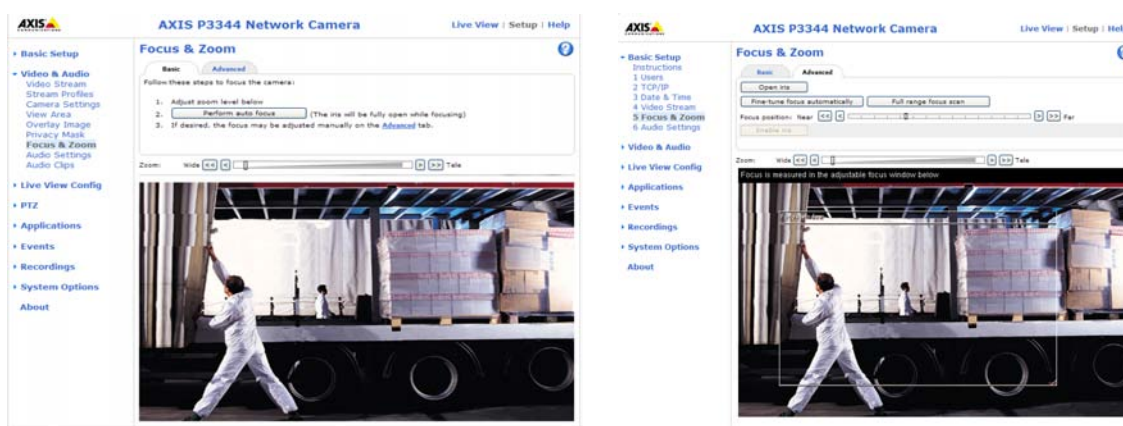 AXIS
COMMUNICATIONS
AXIS P3344 Network Camera
Live View | Setup | Help
Basic Setup
Video & Audio
Video Stream
Stream Profiles
Camera Settings
View Area
Overlay Image
Privacy Mask
Focus & Zoom
Audio Settings
Audio Clips
Live View Config
PTZ
Applications
Events
Recordings
System Options
About
Focus & Zoom
Basic Advanced
Follow these steps to focus the camera:
1. Adjust zoom level below
2. Perform auto focus (The iris will be fully open while focusing)
3. If desired, the focus may be adjusted manually on the Advanced tab.
Zoom: Wide << < > >> Tele
AXIS
COMMUNICATIONS
AXIS P3344 Network Camera
Live View | Setup | Hel
Basic Setup
Instructions
1 Users
2 TCP/IP
3 Date & Time
4 Video Stream
5 Focus & Zoom
6 Audio Settings
Video & Audio
Live View Config
Applications
Events
Recordings
System Options
About
Focus & Zoom
Basic Advanced
Open iris
Fine-tune focus automatically Full range focus scan
Focus position: Near << < > >> Far
Enable iris
Zoom: Wide << < > >> Tele
Focus is measured in the adjustable focus window below